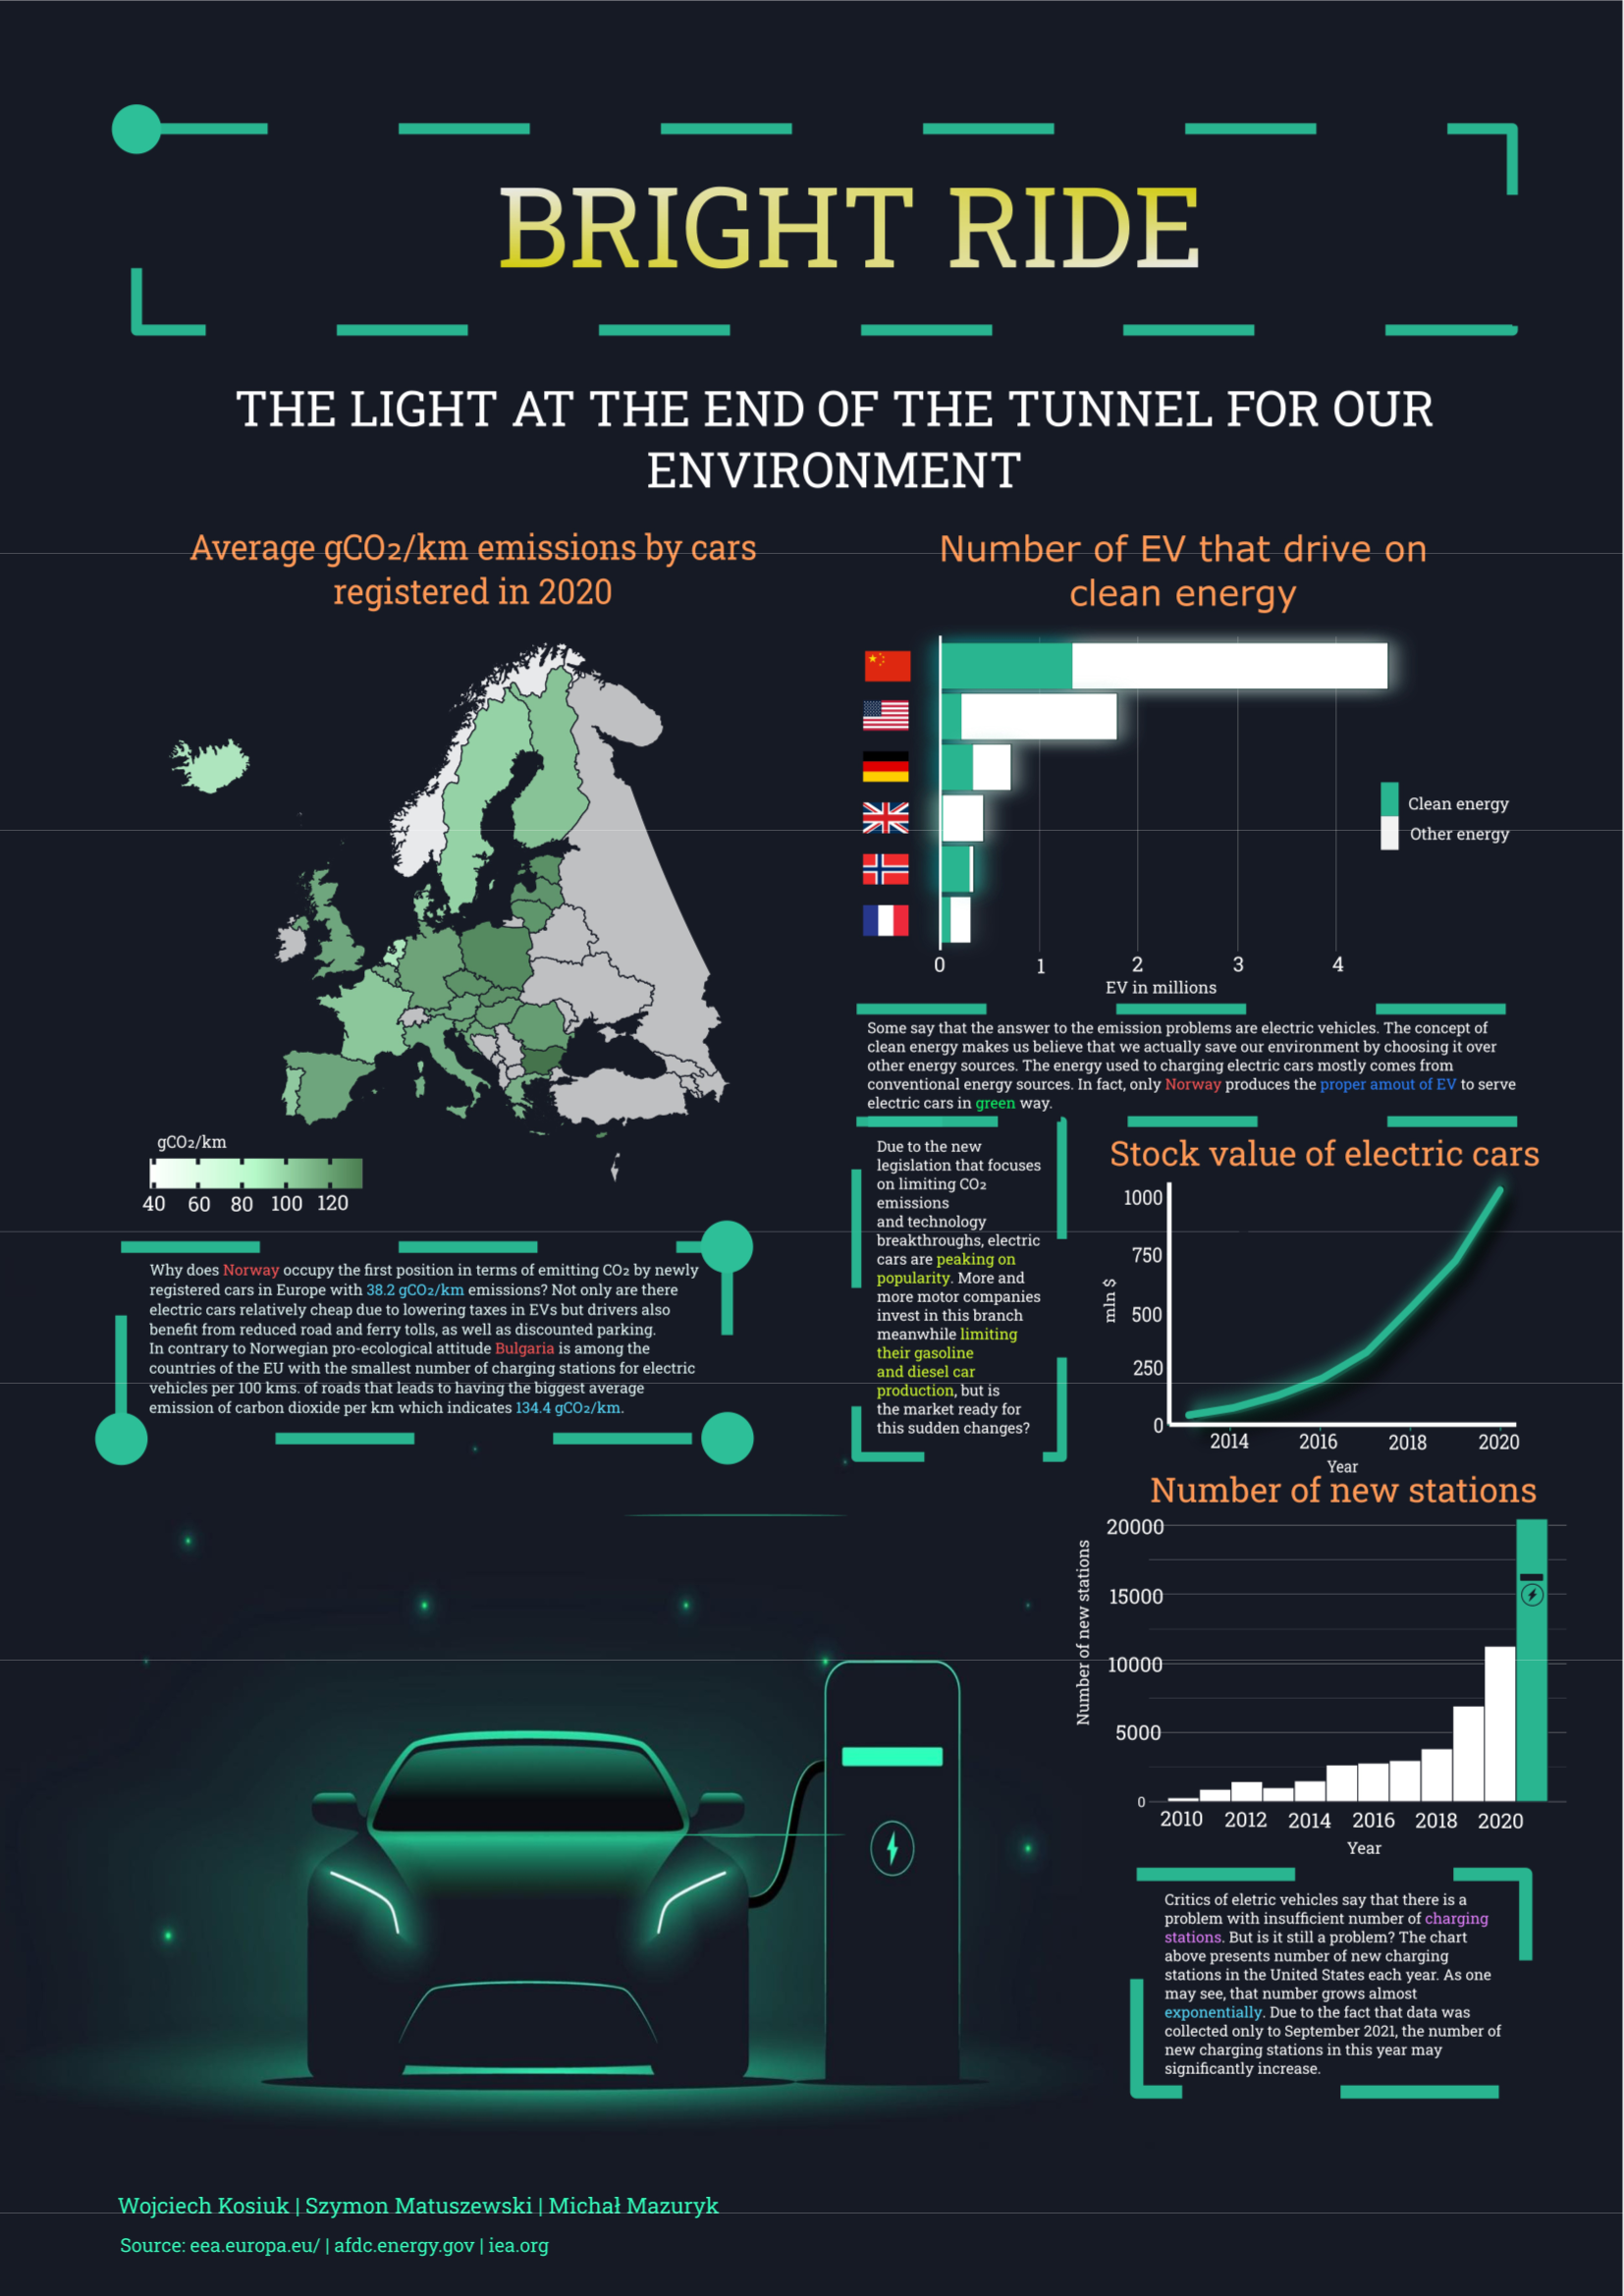 BRIGHT RIDE
THE LIGHT AT THE END OF THE TUNNEL FOR OUR
ENVIRONMENT
Average gCO₂/km emissions by cars
registered in 2020
gCO₂/km
40 60 80 100 120
Why does Norway occupy the first position in terms of emitting CO₂ by newly
registered cars in Europe with 38.2 gCO₂/km emissions? Not only are there
electric cars relatively cheap due to lowering taxes in EVs but drivers also
benefit from reduced road and ferry tolls, as well as discounted parking.
In contrary to Norwegian pro-ecological attitude Bulgaria is among the
countries of the EU with the smallest number of charging stations for electric
vehicles per 100 kms. of roads that leads to having the biggest average
emission of carbon dioxide per km which indicates 134.4 gCO₂/km.
Number of EV that drive on
clean energy
Clean energy
Other energy
0 1 2 3 4
EV in millions
Some say that the answer to the emission problems are electric vehicles. The concept of
clean energy makes us believe that we actually save our environment by choosing it over
other energy sources. The energy used to charging electric cars mostly comes from
conventional energy sources. In fact, only Norway produces the proper amout of EV to serve
electric cars in green way.
Due to the new
legislation that focuses
on limiting CO₂
emissions
and technology
breakthroughs, electric
cars are peaking on
popularity. More and
more motor companies
invest in this branch
meanwhile limiting
their gasoline
and diesel car
production, but is
the market ready for
this sudden changes?
Stock value of electric cars
1000
750
500
250
0
mln $
2014 2016 2018 2020
Year
Number of new stations
20000
15000
10000
5000
0
Number of new stations
2010 2012 2014 2016 2018 2020
Year
Critics of eletric vehicles say that there is a
problem with insufficient number of charging
stations. But is it still a problem? The chart
above presents number of new charging
stations in the United States each year. As one
may see, that number grows almost
exponentially. Due to the fact that data was
collected only to September 2021, the number of
new charging stations in this year may
significantly increase.
Wojciech Kosiuk | Szymon Matuszewski | Michał Mazuryk
Source: eea.europa.eu/ | afdc.energy.gov | iea.org